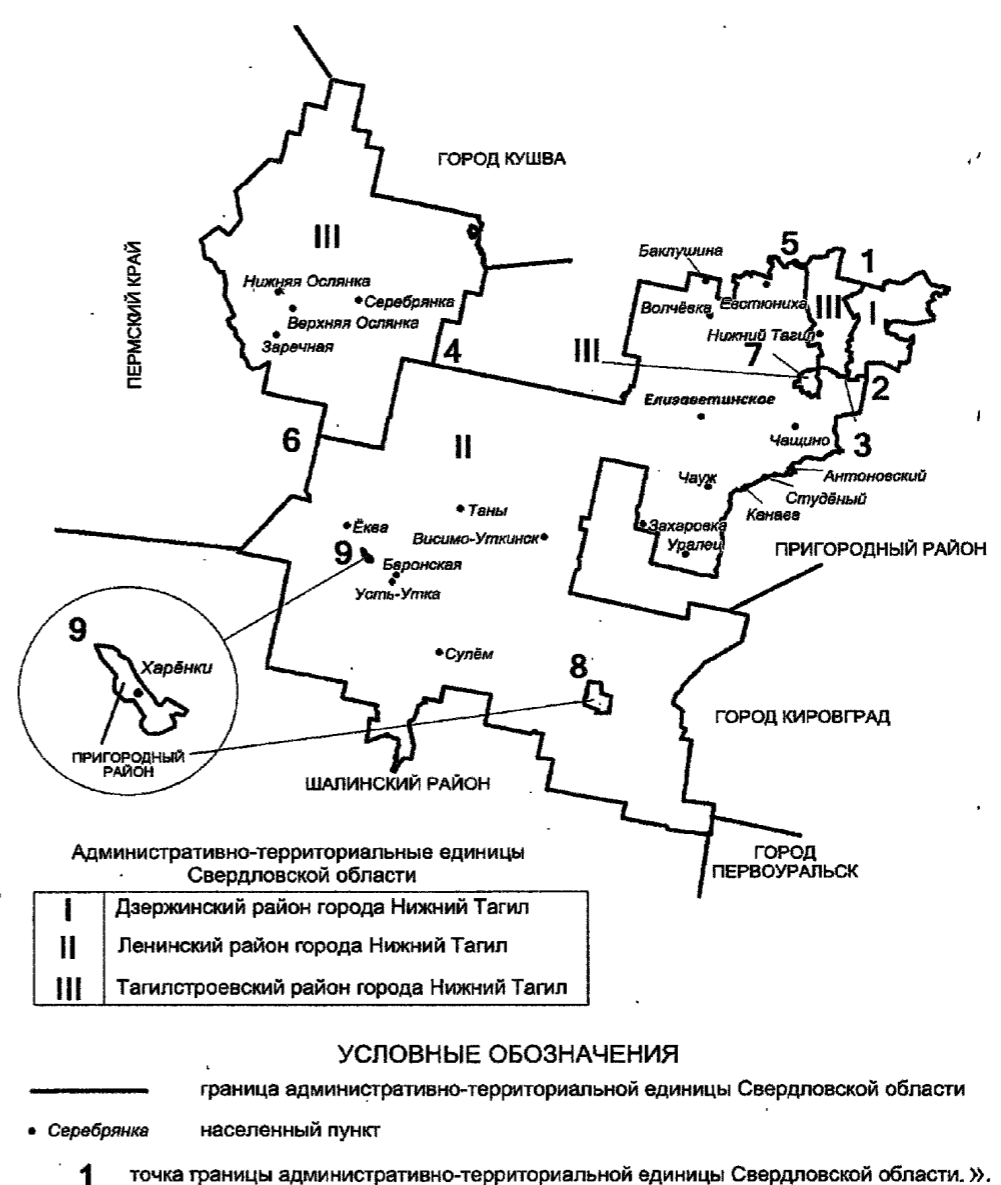 ГОРОД КУШВА
ПЕРМСКИЙ КРАЙ
III
Нижняя Ослянка
Серебрянка
Верхняя Ослянка
Заречная
Баклушина
5
1
Волчёвка
Евстюниха
III
I
Нижний Тагил
4
III
7
2
Елизаветинское
6
II
Чащино
3
Антоновский
Чауж
Студёный
Канава
Таны
Ёква
Захаровка
Висимо-Уткинск
Уралец
ПРИГОРОДНЫЙ РАЙОН
9
Баронская
Усть-Утка
9
Харёнки
Сулём
8
ГОРОД КИРОВГРАД
ПРИГОРОДНЫЙ
РАЙОН
ШАЛИНСКИЙ РАЙОН
ГОРОД
ПЕРВОУРАЛЬСК
Административно-территориальные единицы
Свердловской области
I Дзержинский район города Нижний Тагил
II Ленинский район города Нижний Тагил
III Тагилстроевский район города Нижний Тагил
УСЛОВНЫЕ ОБОЗНАЧЕНИЯ
граница административно-территориальной единицы Свердловской области
Серебрянка населенный пункт
1 точка границы административно-территориальной единицы Свердловской области. ».